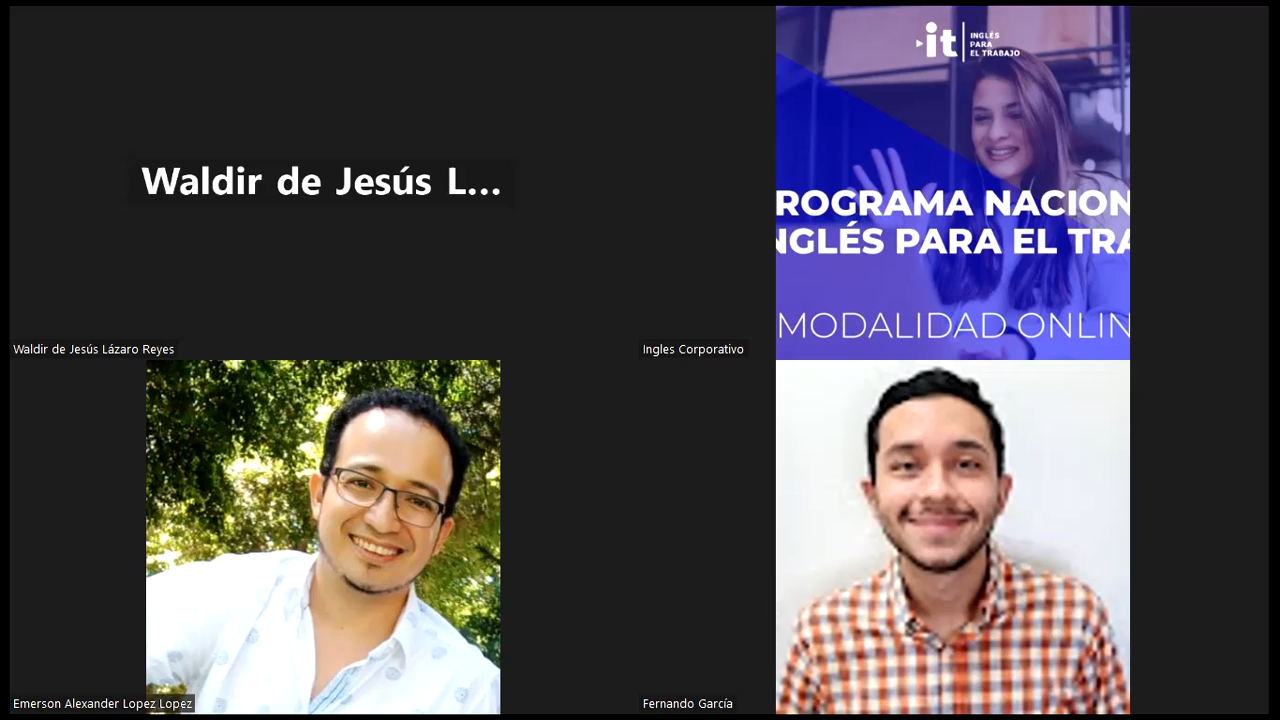 Waldir de Jesús L...
Waldir de Jesús Lázaro Reyes
it
INGLÉS
PARA
EL TRABAJO
ROGRAMA NACION
NGLÉS PARA EL TRA
MODALIDAD ONLIN
Ingles Corporativo
Emerson Alexander Lopez Lopez
Fernando García